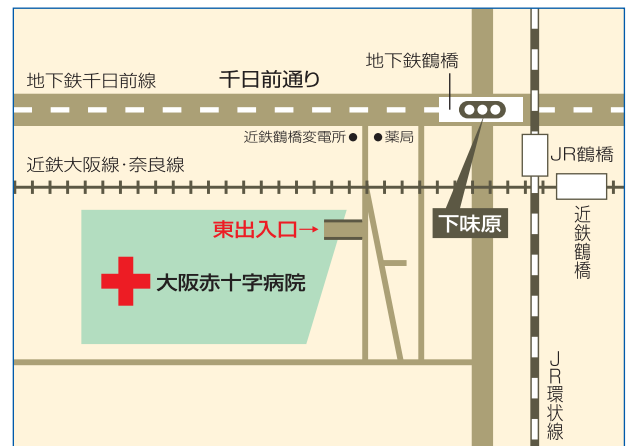 地下鉄千日前線
千日前通り
地下鉄鶴橋
近鉄鶴橋変電所
薬局
JR鶴橋
近鉄大阪線・奈良線
近鉄鶴橋
下味原
東出入口→
大阪赤十字病院
JR環状線